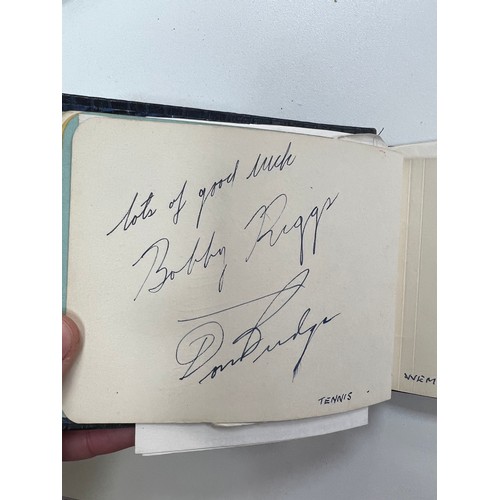 lots of good luck
Bobby Riggs
Don Budge
TENNIS